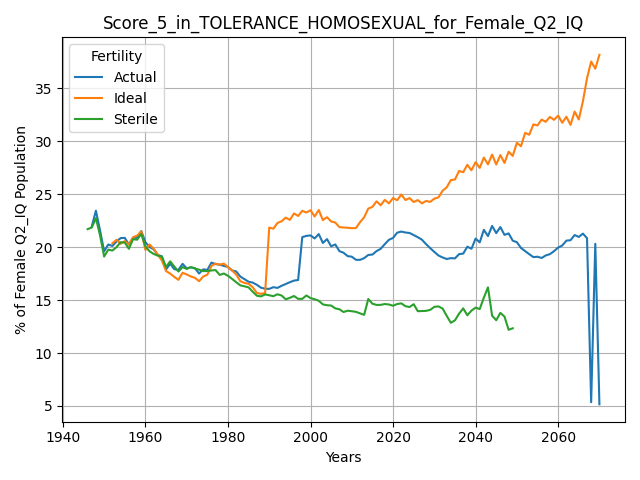 Score_5_in_TOLERANCE_HOMOSEXUAL_for_Female_Q2_IQ
Fertility
Actual
Ideal
Sterile
% of Female Q2_IQ Population
35
30
25
20
15
10
5
1940 1960 1980 2000 2020 2040 2060
Years